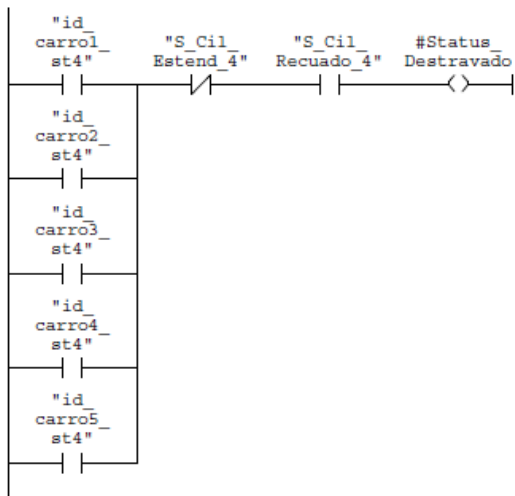 "id_
carro1_
st4"
"S_Cil_
Estend_4"
"S_Cil_
Recuado_4"
#Status_
Destravado
"id_
carro2_
st4"
"id_
carro3_
st4"
"id_
carro4_
st4"
"id_
carro5_
st4"